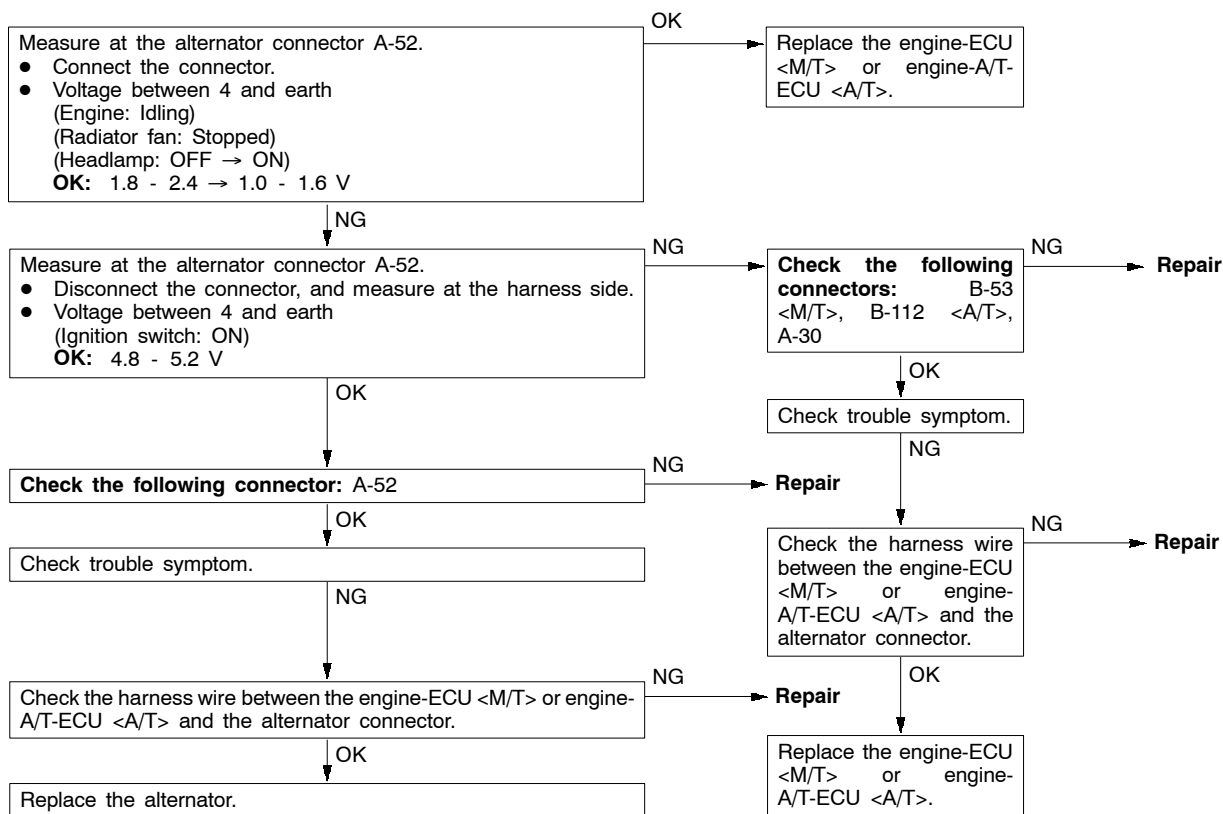 Measure at the alternator connector A-52.
● Connect the connector.
● Voltage between 4 and earth
(Engine: Idling)
(Radiator fan: Stopped)
(Headlamp: OFF → ON)
OK: 1.8 - 2.4 → 1.0 - 1.6 V
OK
Replace the engine-ECU
<M/T> or engine-A/T-
ECU <A/T>.
NG
Measure at the alternator connector A-52.
● Disconnect the connector, and measure at the harness side.
● Voltage between 4 and earth
(Ignition switch: ON)
OK: 4.8 - 5.2 V
NG
Check the following
connectors: B-53
<M/T>, B-112 <A/T>,
A-30
NG
Repair
OK
Check trouble symptom.
NG
Check the harness wire
between the engine-ECU
<M/T> or engine-
A/T-ECU <A/T> and the
alternator connector.
NG
Repair
OK
Replace the engine-ECU
<M/T> or engine-
A/T-ECU <A/T>.
OK
Check the following connector: A-52
NG
Repair
OK
Check trouble symptom.
NG
Check the harness wire between the engine-ECU <M/T> or engine-
A/T-ECU <A/T> and the alternator connector.
NG
Repair
OK
Replace the alternator.